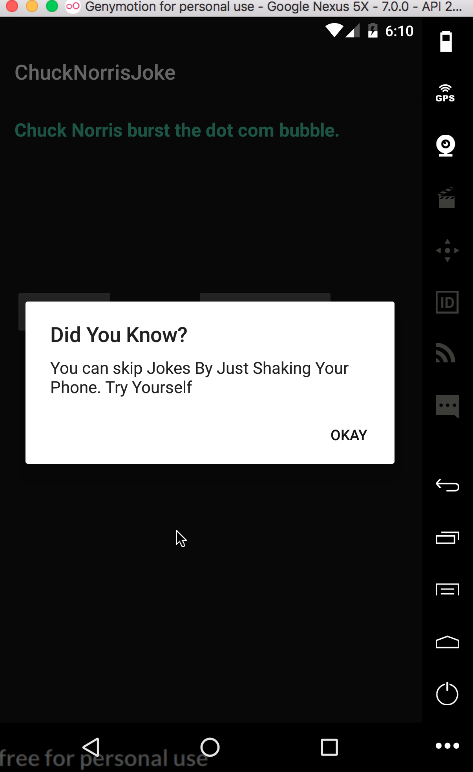 Genymotion for personal use - Google Nexus 5X - 7.0.0 - API 2...
6:10
GPS
ChuckNorrisJoke
Chuck Norris burst the dot com bubble.
ID
Did You Know?
You can skip Jokes By Just Shaking Your
Phone. Try Yourself
OKAY
free for personal use